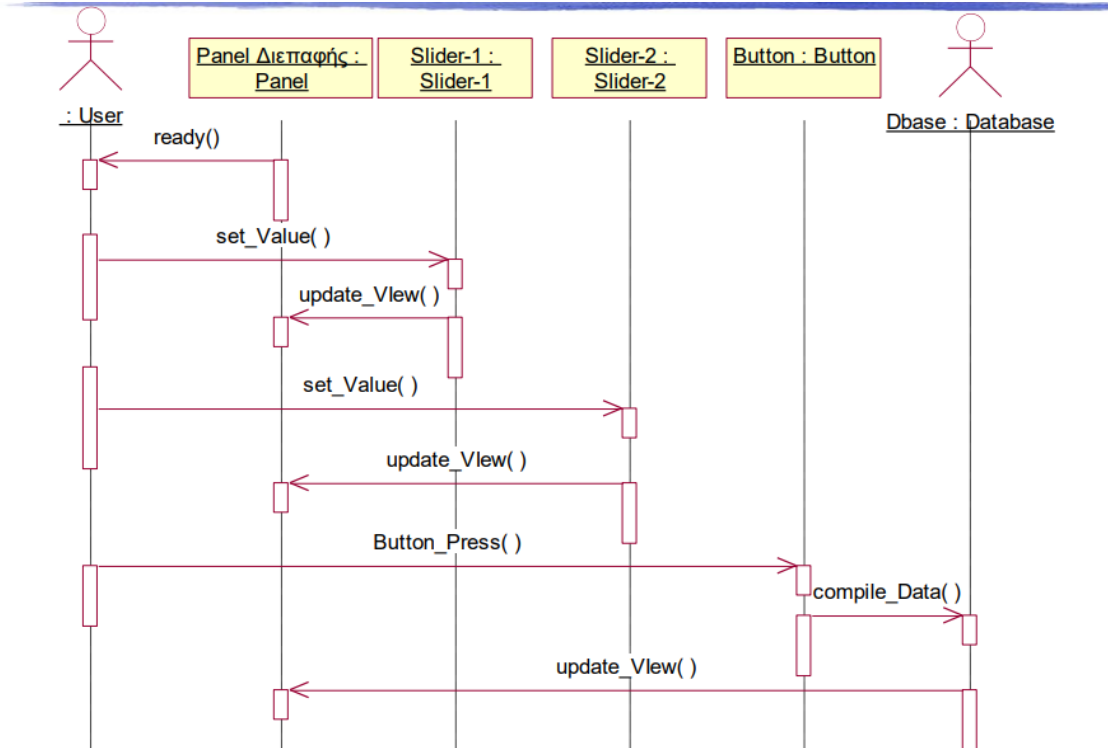 Panel Διεπαφής :
Panel
Slider-1 :
Slider-1
Slider-2 :
Slider-2
Button : Button
: User
Dbase : Database
ready()
set_Value( )
update_VIew( )
set_Value( )
update_VIew( )
Button_Press( )
compile_Data( )
update_VIew( )